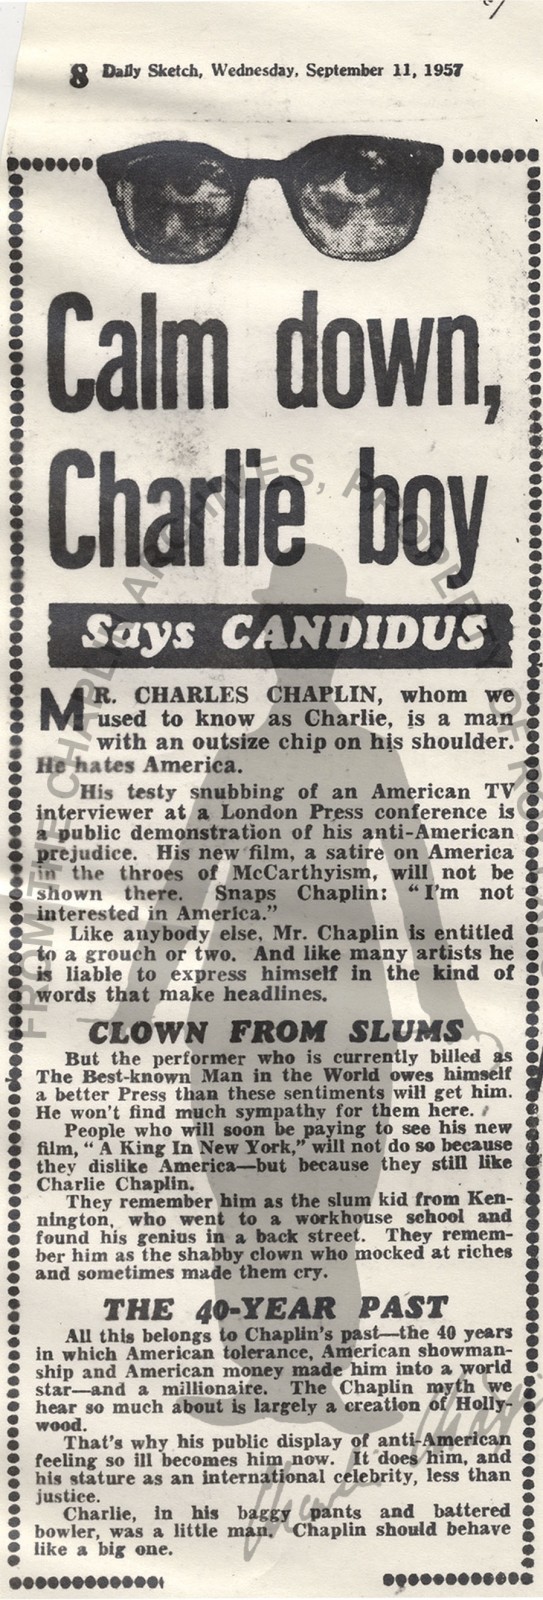 8 Daily Sketch, Wednesday, September 11, 1957
Calm down,
Charlie boy
Says CANDIDUS
MR. CHARLES CHAPLIN, whom we
used to know as Charlie, is a man
with an outsize chip on his shoulder.
He hates America.
His testy snubbing of an American TV
interviewer at a London Press conference is
a public demonstration of his anti-American
prejudice. His new film, a satire on America
in the throes of McCarthyism, will not be
shown there. Snaps Chaplin: "I'm not
interested in America."
Like anybody else, Mr. Chaplin is entitled
to a grouch or two. And like many artists he
is liable to express himself in the kind of
words that make headlines.
CLOWN FROM SLUMS
But the performer who is currently billed as
The Best-known Man in the World owes himself
a better Press than these sentiments will get him.
He won't find much sympathy for them here.
People who will soon be paying to see his new
film, "A King In New York," will not do so because
they dislike America—but because they still like
Charlie Chaplin.
They remember him as the slum kid from Ken-
nington, who went to a workhouse school and
found his genius in a back street. They remem-
ber him as the shabby clown who mocked at riches
and sometimes made them cry.
THE 40-YEAR PAST
All this belongs to Chaplin's past—the 40 years
in which American tolerance, American showman-
ship and American money made him into a world
star—and a millionaire. The Chaplin myth we
hear so much about is largely a creation of Holly-
wood.
That's why his public display of anti-American
feeling so ill becomes him now. It does him, and
his stature as an international celebrity, less than
justice.
Charlie, in his baggy pants and battered
bowler, was a little man. Chaplin should behave
like a big one.
FROM THE CHAPLIN ARCHIVES, PROPERTY OF ROY